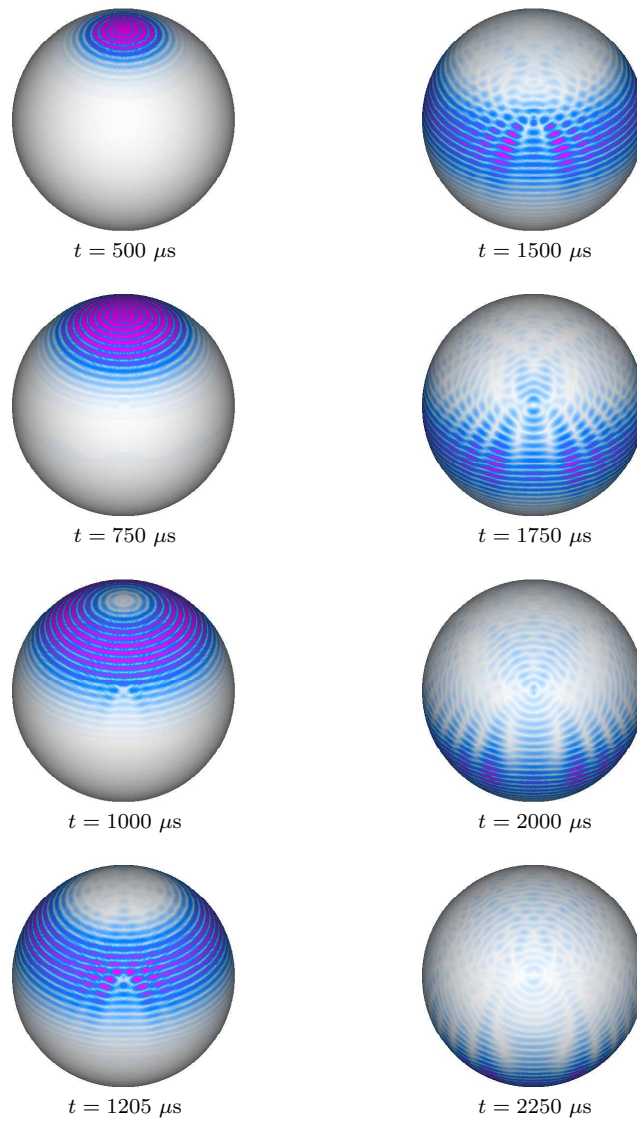 t = 500 μs
t = 1500 μs
t = 750 μs
t = 1750 μs
t = 1000 μs
t = 2000 μs
t = 1205 μs
t = 2250 μs